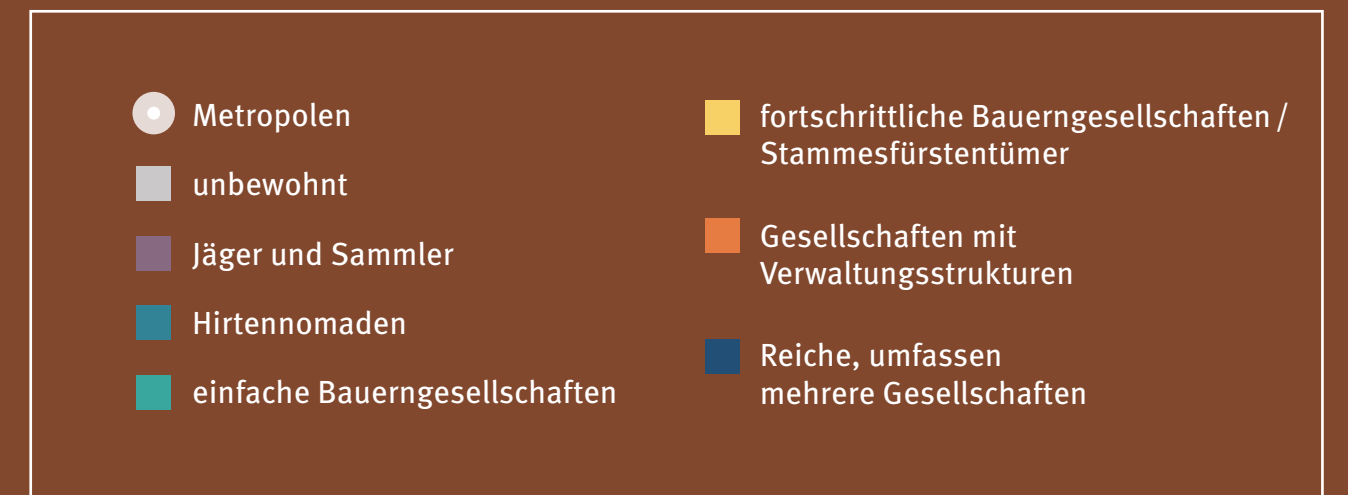 Metropolen
unbewohnt
Jäger und Sammler
Hirtennomaden
einfache Bauerngesellschaften
fortschrittliche Bauerngesellschaften /
Stammesfürstentümer
Gesellschaften mit
Verwaltungsstrukturen
Reiche, umfassen
mehrere Gesellschaften